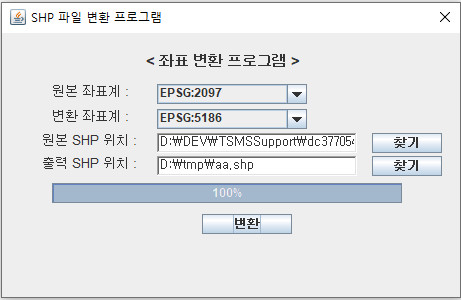 SHP 파일 변환 프로그램
< 좌표 변환 프로그램 >
원본 좌표계 : EPSG:2097
변환 좌표계 : EPSG:5186
원본 SHP 위치 : D:₩DEV₩TSMSSupport₩dc37705 찾기
출력 SHP 위치 : D:₩tmp₩aa.shp 찾기
100%
변환